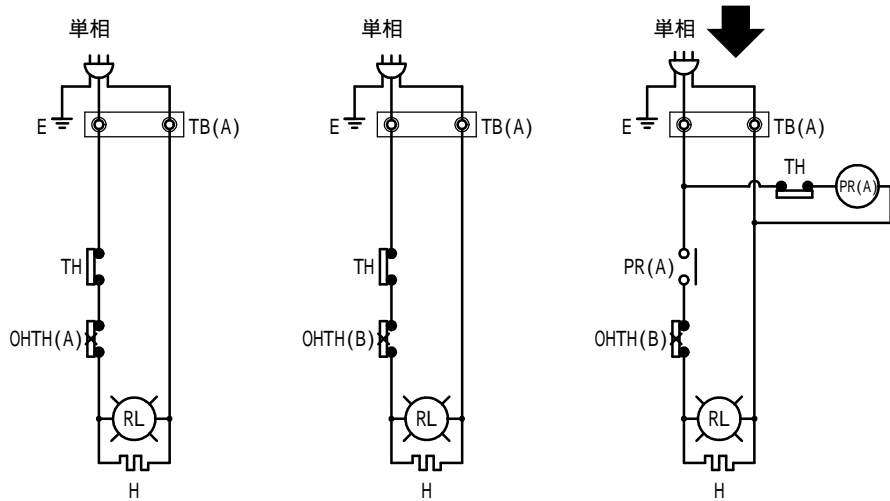 単相
E
TB(A)
TH
OHTH(A)
RL
H
単相
E
TB(A)
TH
OHTH(B)
RL
H
単相
E
TB(A)
TH
PR(A)
PR(A)
OHTH(B)
RL
H